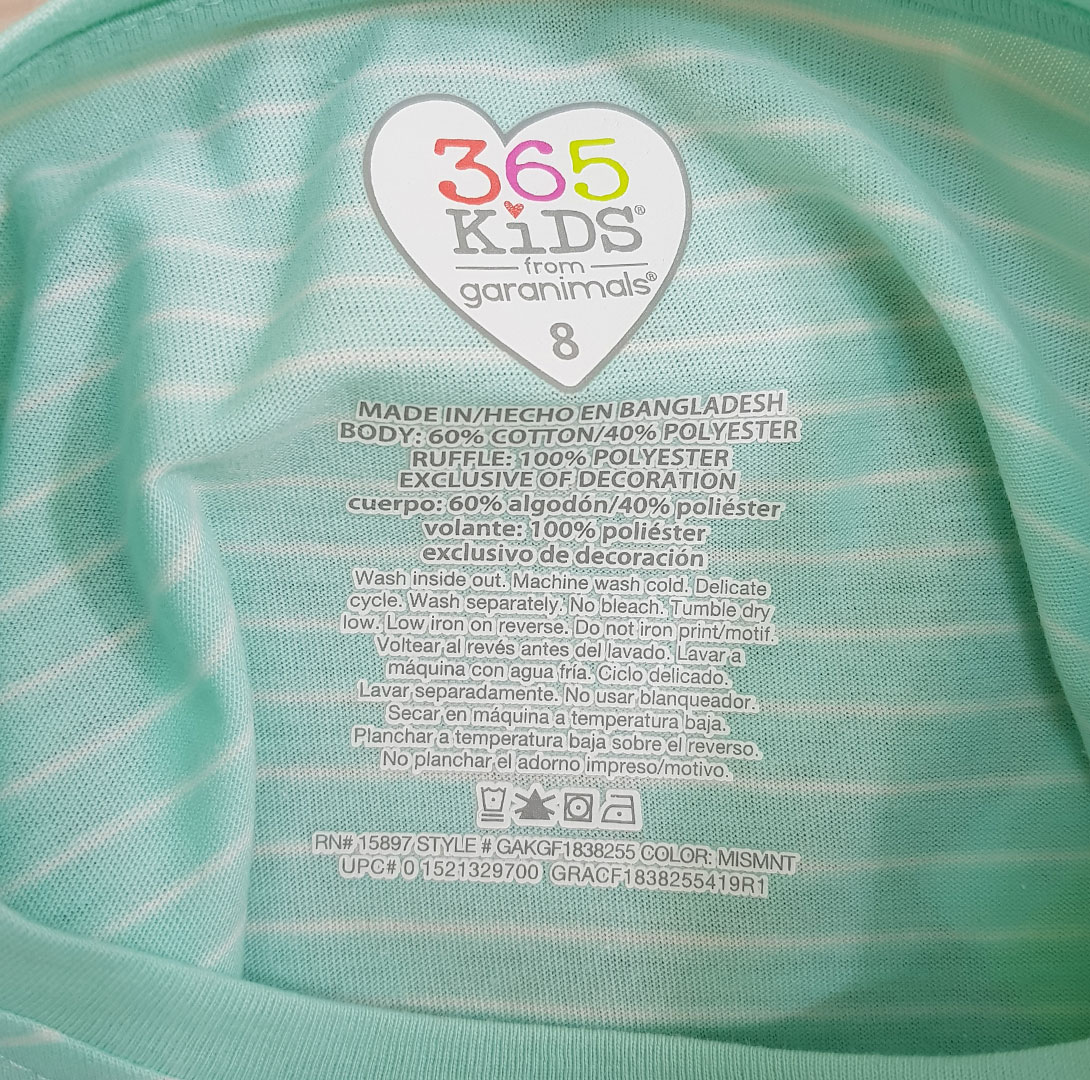 365
KiDS®
from
garanimals®
8
MADE IN/HECHO EN BANGLADESH
BODY: 60% COTTON/40% POLYESTER
RUFFLE: 100% POLYESTER
EXCLUSIVE OF DECORATION
cuerpo: 60% algodón/40% poliéster
volante: 100% poliéster
exclusivo de decoración
Wash inside out. Machine wash cold. Delicate
cycle. Wash separately. No bleach. Tumble dry
low. Low iron on reverse. Do not iron print/motif.
Voltear al revés antes del lavado. Lavar a
máquina con agua fría. Ciclo delicado.
Lavar separadamente. No usar blanqueador.
Secar en máquina a temperatura baja.
Planchar a temperatura baja sobre el reverso.
No planchar el adorno impreso/motivo.
RN# 15897 STYLE # GAKGF1838255 COLOR: MISMNT
UPC# 0 1521329700 GRACF1838255419R1